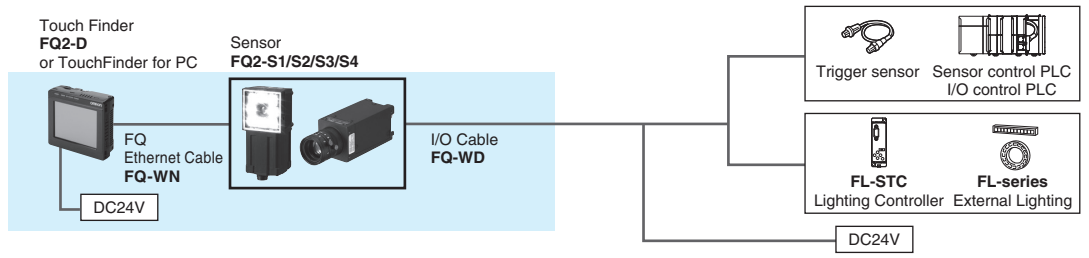 Touch Finder
FQ2-D
or TouchFinder for PC
Sensor
FQ2-S1/S2/S3/S4
FQ
Ethernet Cable
FQ-WN
DC24V
I/O Cable
FQ-WD
Trigger sensor
Sensor control PLC
I/O control PLC
FL-STC
Lighting Controller
FL-series
External Lighting
DC24V